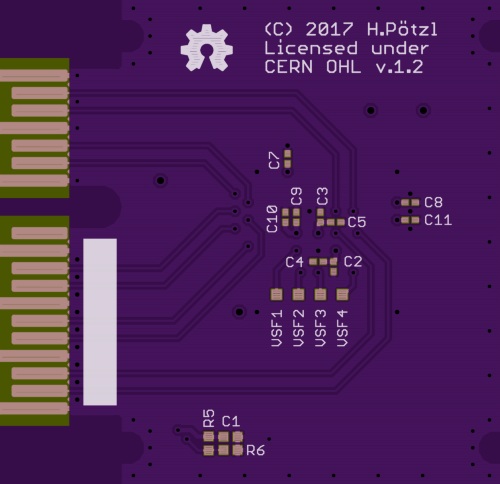 (C) 2017 H.Pötzl
Licensed under
CERN OHL v.1.2
C7
C10
C9
C3
C5
C8
C11
C4
C2
VSF1
VSF2
VSF3
VSF4
R5
C1
R6